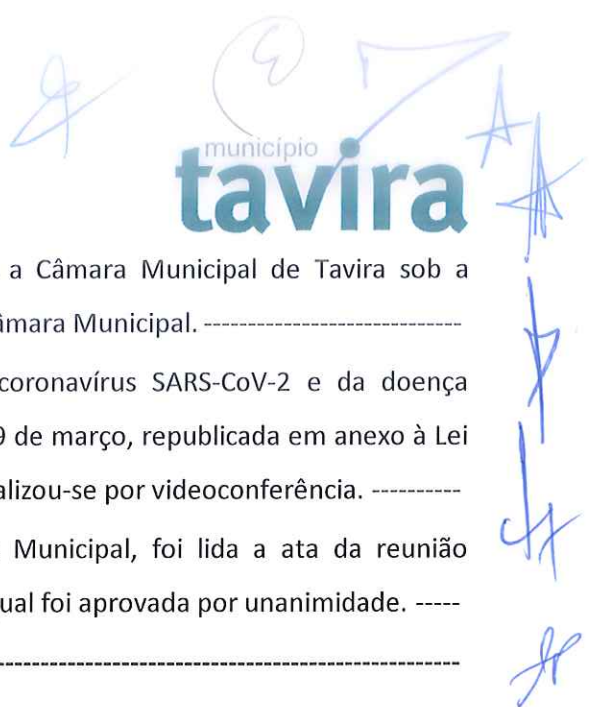 município
tavira
a Câmara Municipal de Tavira sob a
âmara Municipal. ----------------------------
coronavírus SARS-CoV-2 e da doença
9 de março, republicada em anexo à Lei
alizou-se por videoconferência. ----------
Municipal, foi lida a ata da reunião
ual foi aprovada por unanimidade. -----
------------------------------------------------------